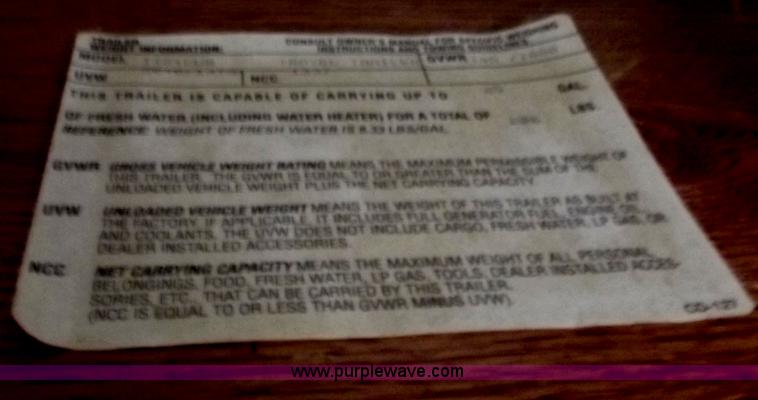 TRAILER
WEIGHT INFORMATION:
CONSULT OWNER'S MANUAL FOR SPECIFIC WEIGHING
INSTRUCTIONS AND TOWING GUIDELINES
MODEL GVWR
UVW NCC
THIS TRAILER IS CAPABLE OF CARRYING UP TO GAL.
OF FRESH WATER (INCLUDING WATER HEATER) FOR A TOTAL OF LBS
REFERENCE: WEIGHT OF FRESH WATER IS 8.33 LBS/GAL
GVWR GROSS VEHICLE WEIGHT RATING MEANS THE MAXIMUM PERMISSIBLE WEIGHT OF
THIS TRAILER. THE GVWR IS EQUAL TO OR GREATER THAN THE SUM OF THE
UNLOADED VEHICLE WEIGHT PLUS THE NET CARRYING CAPACITY
UVW UNLOADED VEHICLE WEIGHT MEANS THE WEIGHT OF THIS TRAILER AS BUILT AT
THE FACTORY. IF APPLICABLE, IT INCLUDES FULL GENERATOR FUEL, ENGINE OIL
AND COOLANTS. THE UVW DOES NOT INCLUDE CARGO, FRESH WATER, LP GAS, OR
DEALER INSTALLED ACCESSORIES.
NCC NET CARRYING CAPACITY MEANS THE MAXIMUM WEIGHT OF ALL PERSONAL
BELONGINGS, FOOD, FRESH WATER, LP GAS, TOOLS, DEALER INSTALLED ACCES-
SORIES, ETC., THAT CAN BE CARRIED BY THIS TRAILER.
(NCC IS EQUAL TO OR LESS THAN GVWR MINUS UVW).
CO-127
www.purplewave.com